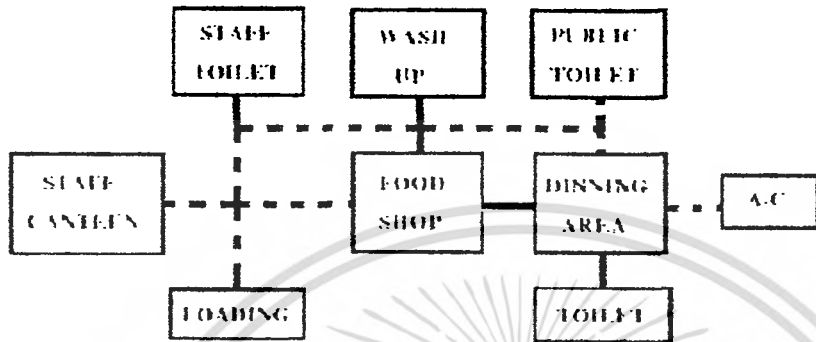 STAFF
TOILET
WASH
UP
PUBLIC
TOILET
STAFF
CANTEEN
FOOD
SHOP
DINNING
AREA
A.C
LOADING
TOILET